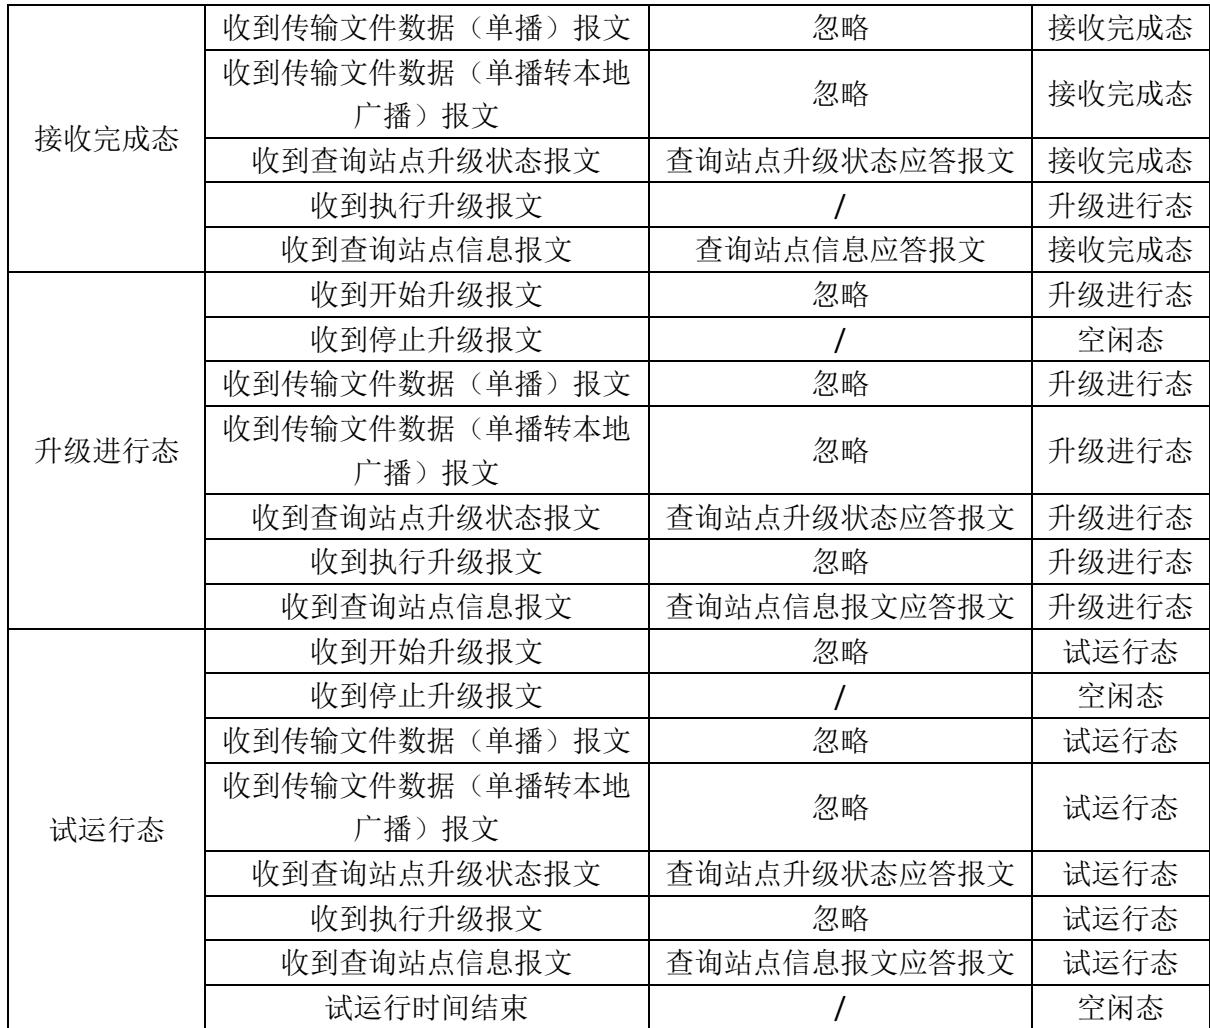 接收完成态
收到传输文件数据（单播）报文
忽略
接收完成态
收到传输文件数据（单播转本地
广播）报文
忽略
接收完成态
收到查询站点升级状态报文
查询站点升级状态应答报文
接收完成态
收到执行升级报文
/
升级进行态
收到查询站点信息报文
查询站点信息应答报文
接收完成态
升级进行态
收到开始升级报文
忽略
升级进行态
收到停止升级报文
/
空闲态
收到传输文件数据（单播）报文
忽略
升级进行态
收到传输文件数据（单播转本地
广播）报文
忽略
升级进行态
收到查询站点升级状态报文
查询站点升级状态应答报文
升级进行态
收到执行升级报文
忽略
升级进行态
收到查询站点信息报文
查询站点信息报文应答报文
升级进行态
试运行态
收到开始升级报文
忽略
试运行态
收到停止升级报文
/
空闲态
收到传输文件数据（单播）报文
忽略
试运行态
收到传输文件数据（单播转本地
广播）报文
忽略
试运行态
收到查询站点升级状态报文
查询站点升级状态应答报文
试运行态
收到执行升级报文
忽略
试运行态
收到查询站点信息报文
查询站点信息报文应答报文
试运行态
试运行时间结束
/
空闲态